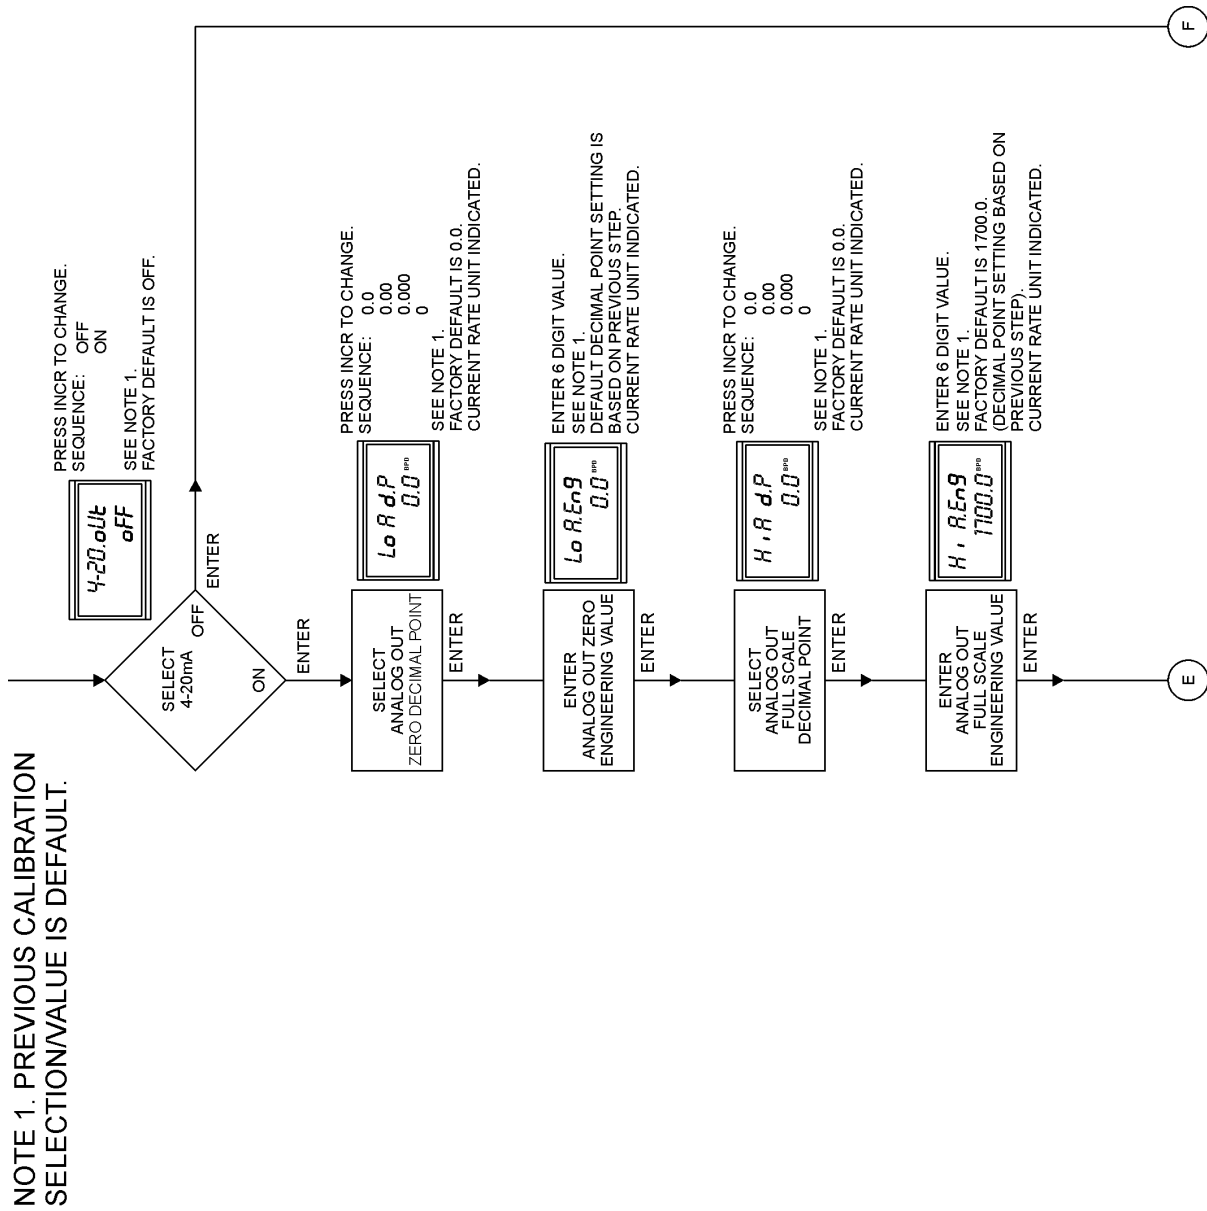 NOTE 1. PREVIOUS CALIBRATION
SELECTION/VALUE IS DEFAULT.
SELECT
4-20mA
OFF
ON
ENTER
ENTER
4-20.oUt
oFF
PRESS INCR TO CHANGE.
SEQUENCE: OFF
ON
SEE NOTE 1.
FACTORY DEFAULT IS OFF.
SELECT
ANALOG OUT
ZERO DECIMAL POINT
ENTER
Lo A d.P
0.0 BPD
PRESS INCR TO CHANGE.
SEQUENCE: 0.0
0.00
0.000
0
SEE NOTE 1.
FACTORY DEFAULT IS 0.0.
CURRENT RATE UNIT INDICATED.
ENTER
ANALOG OUT ZERO
ENGINEERING VALUE
ENTER
Lo A.Eng
0.0 BPD
ENTER 6 DIGIT VALUE.
SEE NOTE 1.
DEFAULT DECIMAL POINT SETTING IS
BASED ON PREVIOUS STEP.
CURRENT RATE UNIT INDICATED.
SELECT
ANALOG OUT
FULL SCALE
DECIMAL POINT
ENTER
H i A d.P
0.0 BPD
PRESS INCR TO CHANGE.
SEQUENCE: 0.0
0.00
0.000
0
SEE NOTE 1.
FACTORY DEFAULT IS 0.0.
CURRENT RATE UNIT INDICATED.
ENTER
ANALOG OUT
FULL SCALE
ENGINEERING VALUE
ENTER
H i A.Eng
1700.0 BPD
ENTER 6 DIGIT VALUE.
SEE NOTE 1.
FACTORY DEFAULT IS 1700.0.
(DECIMAL POINT SETTING BASED ON
PREVIOUS STEP).
CURRENT RATE UNIT INDICATED.
E
F